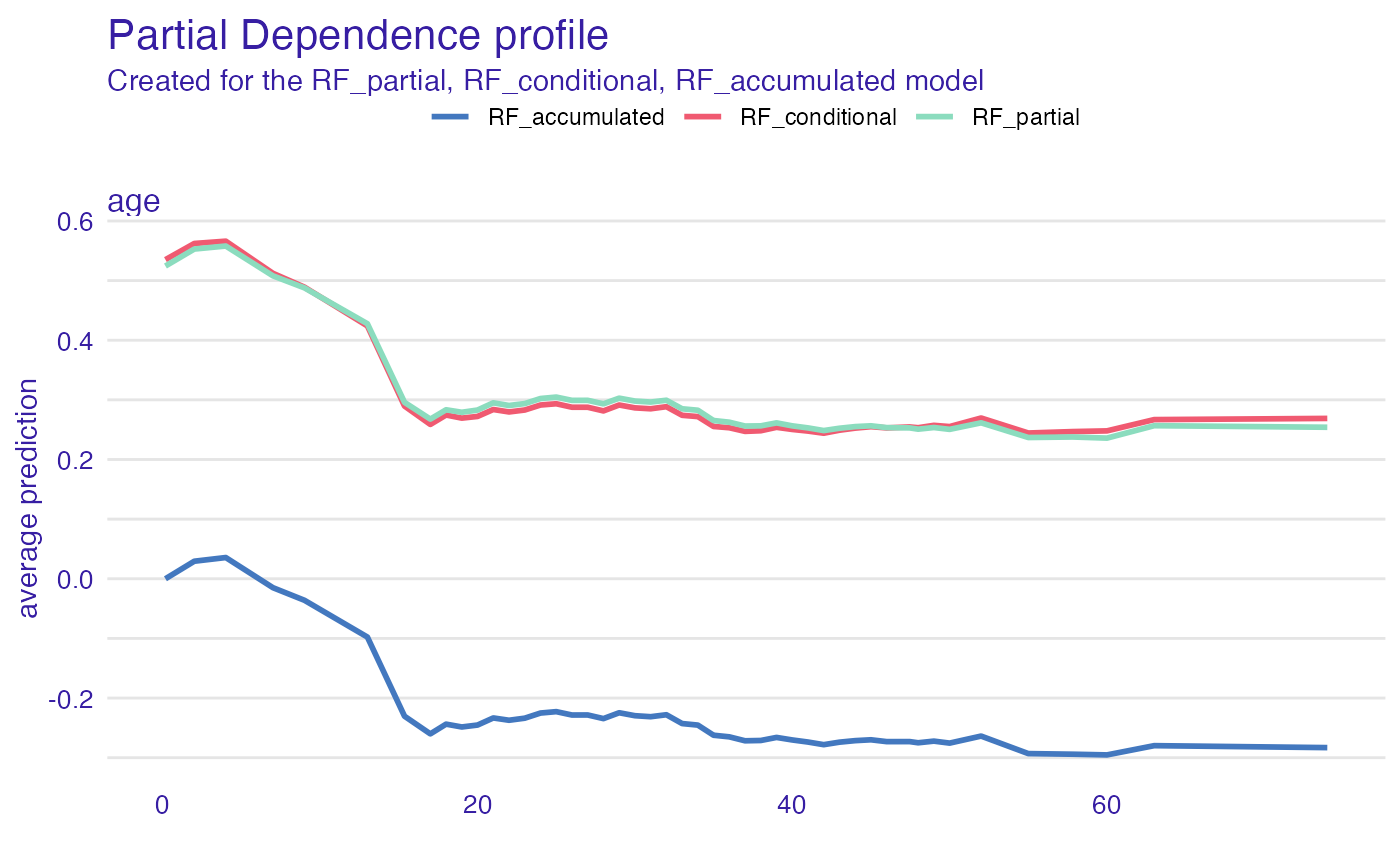 Partial Dependence profile
Created for the RF_partial, RF_conditional, RF_accumulated model
RF_accumulated RF_conditional RF_partial
age
0.6
0.4
0.2
0.0
-0.2
average prediction
0 20 40 60